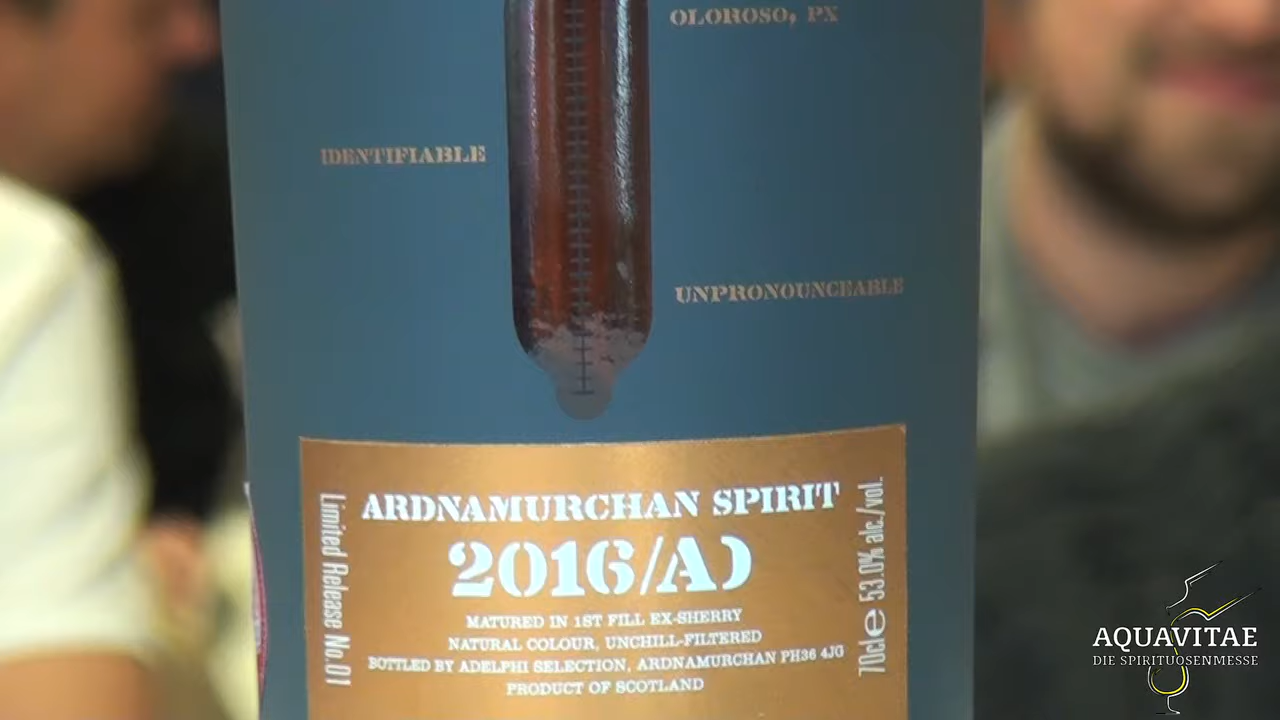 OLOROSO, PX
IDENTIFIABLE
UNPRONOUNCEABLE
ARDNAMURCHAN SPIRIT
2016/AD
MATURED IN 1ST FILL EX-SHERRY
NATURAL COLOUR, UNCHILL-FILTERED
BOTTLED BY ADELPHI SELECTION, ARDNAMURCHAN PH36 4JG
PRODUCT OF SCOTLAND
Limited Release No.01
70cl e 53.0% alc./vol.
AQUAVITAE
DIE SPIRITUOSENMESSE